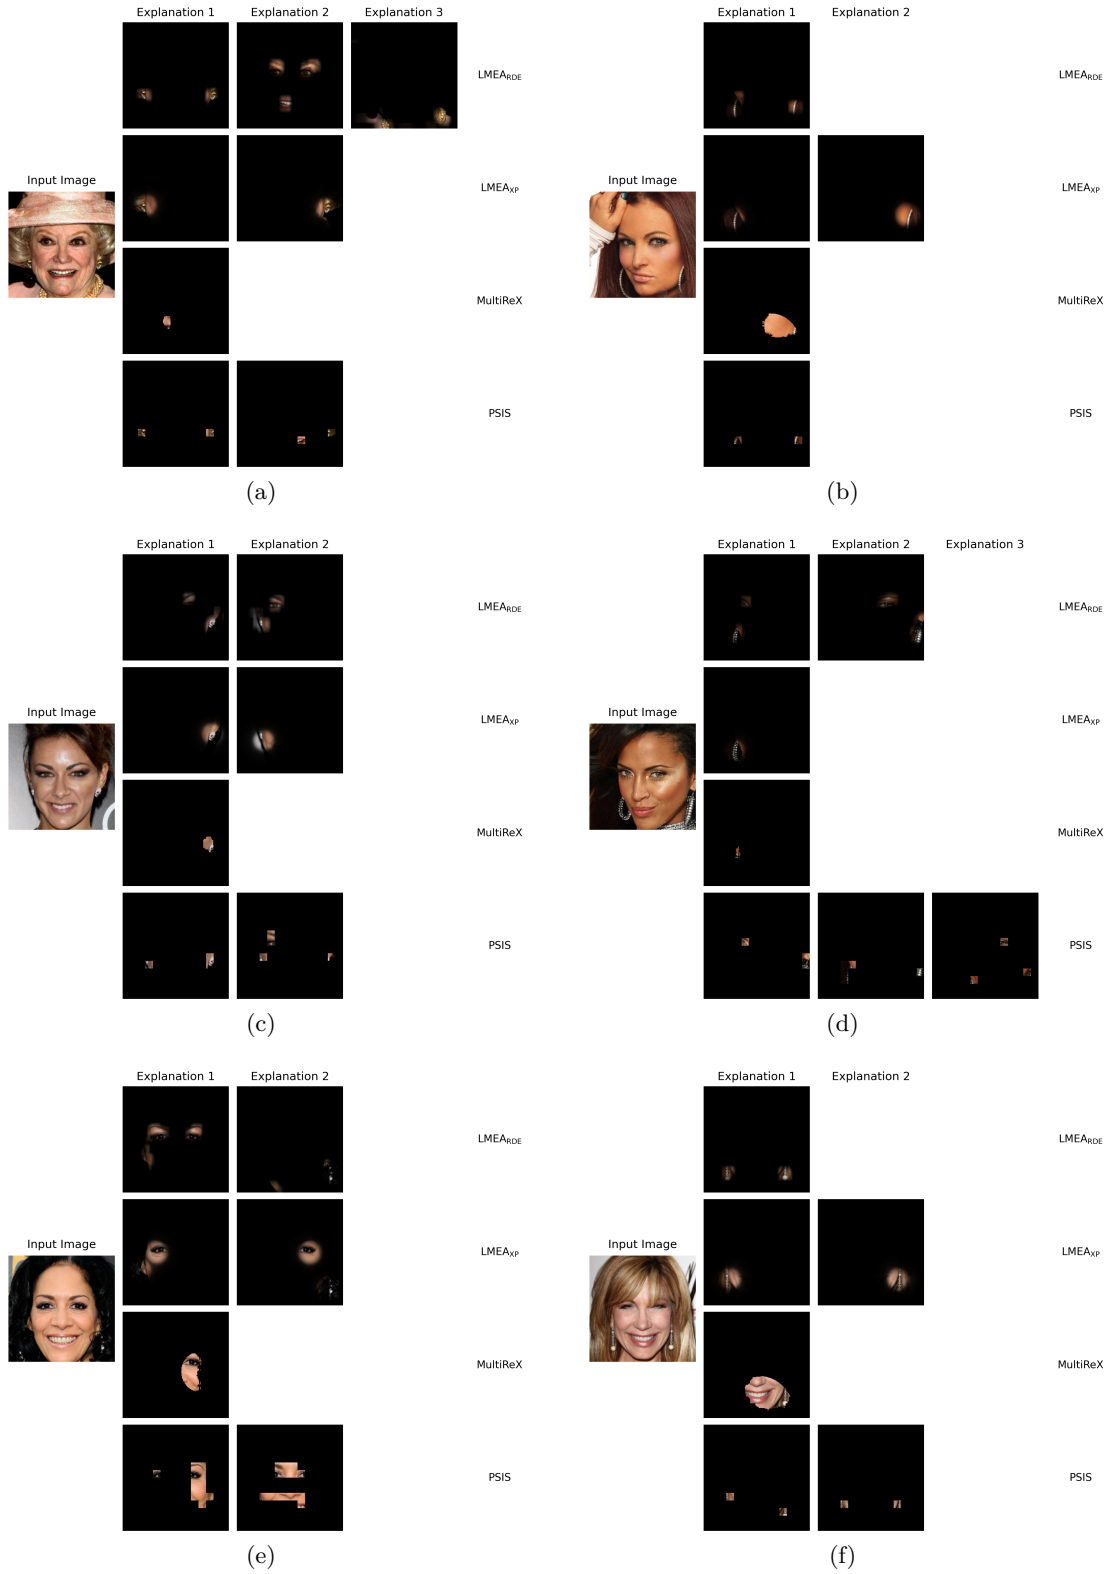 Explanation 1 Explanation 2 Explanation 3
LMEA_RDE
Input Image
LMEA_XP
MultiReX
PSIS
(a)
Explanation 1 Explanation 2
LMEA_RDE
Input Image
LMEA_XP
MultiReX
PSIS
(b)
Explanation 1 Explanation 2
LMEA_RDE
Input Image
LMEA_XP
MultiReX
PSIS
(c)
Explanation 1 Explanation 2 Explanation 3
LMEA_RDE
Input Image
LMEA_XP
MultiReX
PSIS
(d)
Explanation 1 Explanation 2
LMEA_RDE
Input Image
LMEA_XP
MultiReX
PSIS
(e)
Explanation 1 Explanation 2
LMEA_RDE
Input Image
LMEA_XP
MultiReX
PSIS
(f)